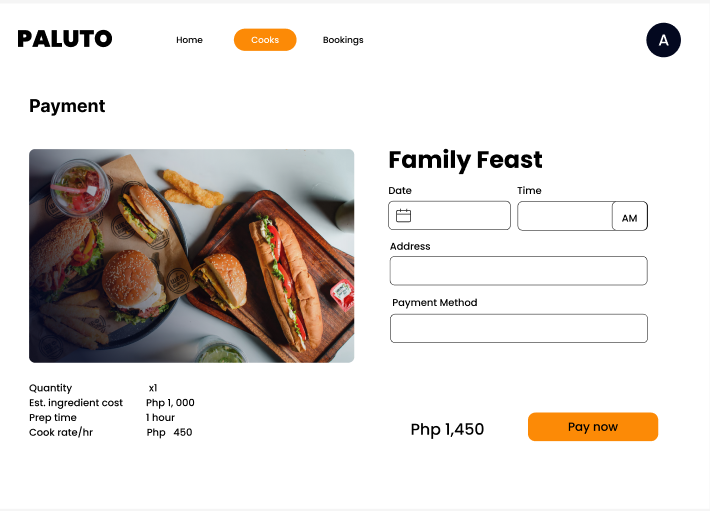 PALUTO
Home Cooks Bookings
A
Payment
Family Feast
Date Time
AM
Address
Payment Method
Quantity x1
Est. ingredient cost Php 1, 000
Prep time 1 hour
Cook rate/hr Php 450
Php 1,450
Pay now